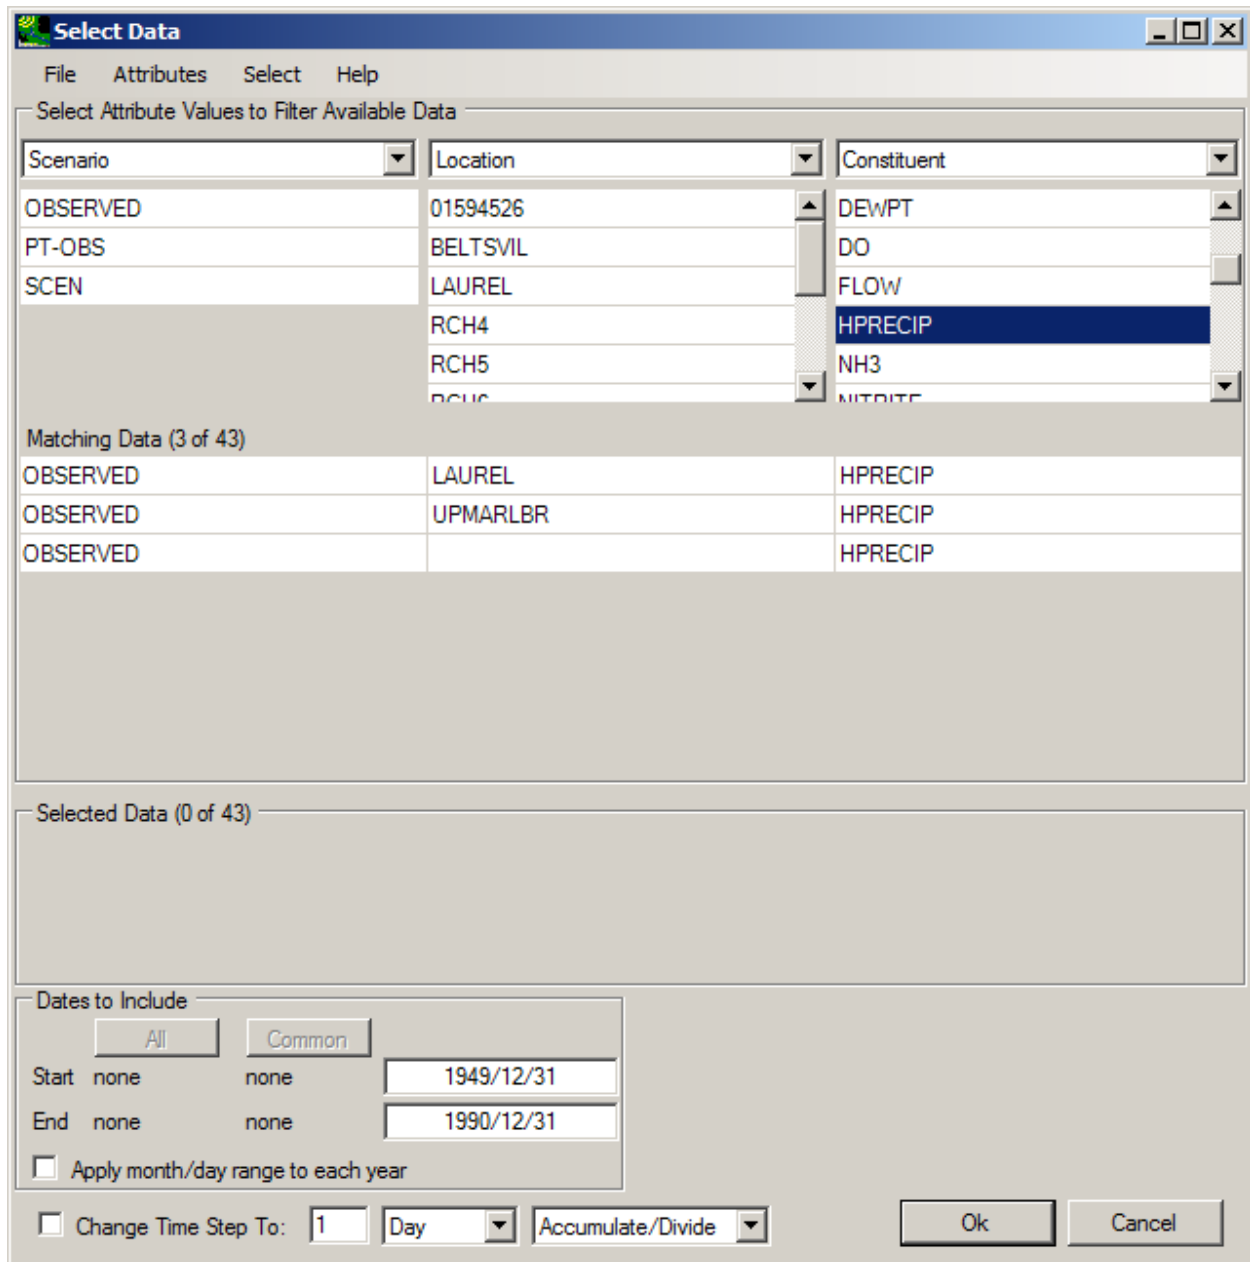 Select Data
File Attributes Select Help
Select Attribute Values to Filter Available Data
Scenario Location Constituent
OBSERVED 01594526 DEWPT
PT-OBS BELTSVIL DO
SCEN LAUREL FLOW
RCH4 HPRECIP
RCH5 NH3
RCH6 NITRITE
Matching Data (3 of 43)
OBSERVED LAUREL HPRECIP
OBSERVED UPMARLBR HPRECIP
OBSERVED HPRECIP
Selected Data (0 of 43)
Dates to Include
All Common
Start none none 1949/12/31
End none none 1990/12/31
Apply month/day range to each year
Change Time Step To: 1 Day Accumulate/Divide Ok Cancel